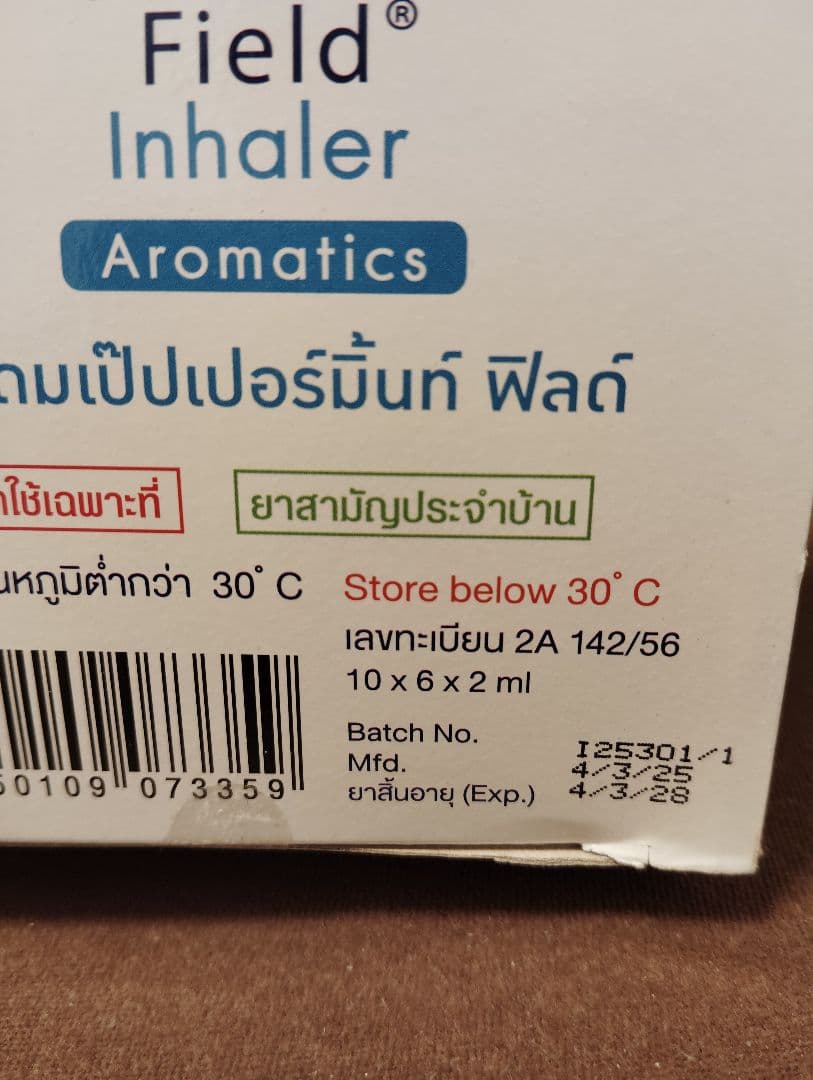 Field®
Inhaler
Aromatics
ดมเป๊ปเปอร์มิ้นท์ ฟิลด์
ใช้เฉพาะที่
ยาสามัญประจำบ้าน
ต่ำกว่า 30° C
Store below 30° C
เลขทะเบียน 2A 142/56
10 x 6 x 2 ml
Batch No. I25301/1
Mfd. 4/3/25
ยาสิ้นอายุ (Exp.) 4/3/28
50109 073359